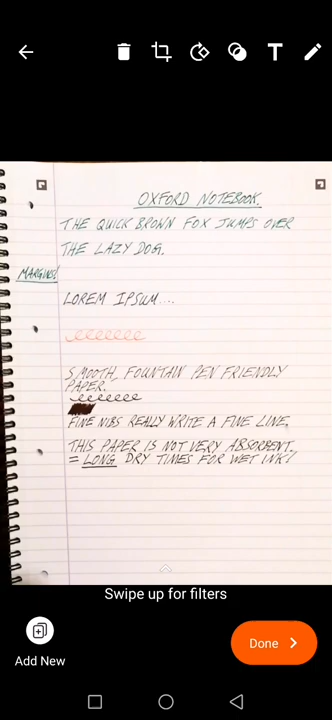 OXFORD NOTEBOOK.
THE QUICK BROWN FOX JUMPS OVER
THE LAZY DOG.
MARGINS!
LOREM IPSUM....
SMOOTH, FOUNTAIN PEN FRIENDLY
PAPER.
FINE NIBS REALLY WRITE A FINE LINE.
THIS PAPER IS NOT VERY ABSORBENT.
= LONG DRY TIMES FOR WET INK!
Swipe up for filters
Add New
Done
T